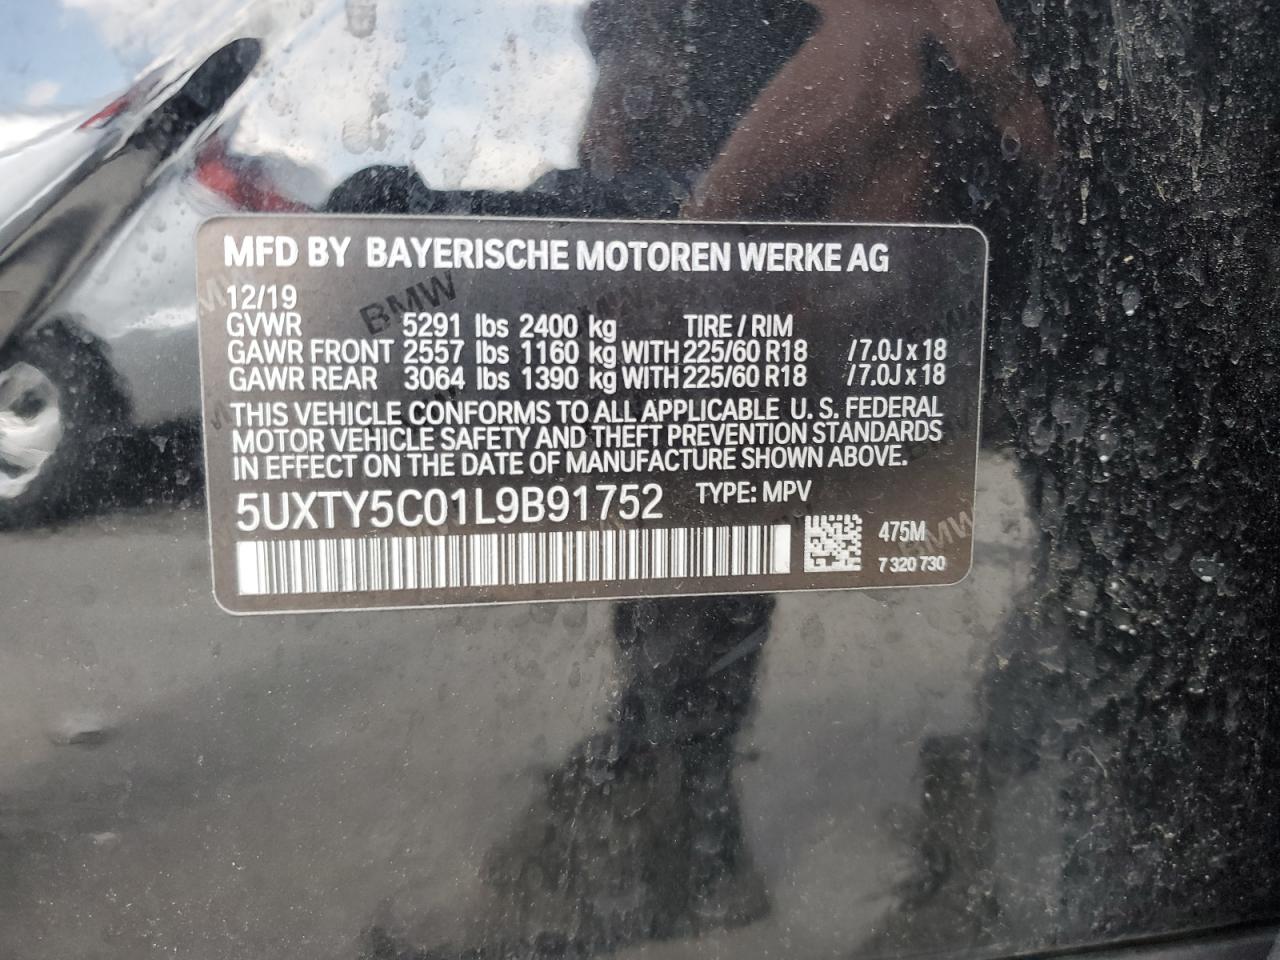 MFD BY BAYERISCHE MOTOREN WERKE AG
12/19
GVWR 5291 lbs 2400 kg TIRE / RIM
GAWR FRONT 2557 lbs 1160 kg WITH 225/60 R18 / 7.0J x 18
GAWR REAR 3064 lbs 1390 kg WITH 225/60 R18 / 7.0J x 18
THIS VEHICLE CONFORMS TO ALL APPLICABLE U. S. FEDERAL
MOTOR VEHICLE SAFETY AND THEFT PREVENTION STANDARDS
IN EFFECT ON THE DATE OF MANUFACTURE SHOWN ABOVE.
5UXTY5C01L9B91752 TYPE: MPV
475M
7 320 730
BMW
BMW